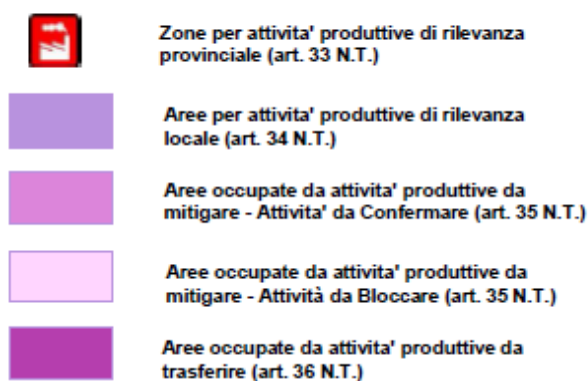 Zone per attivita' produttive di rilevanza
provinciale (art. 33 N.T.)
Aree per attivita' produttive di rilevanza
locale (art. 34 N.T.)
Aree occupate da attivita' produttive da
mitigare - Attivita' da Confermare (art. 35 N.T.)
Aree occupate da attivita' produttive da
mitigare - Attività da Bloccare (art. 35 N.T.)
Aree occupate da attivita' produttive da
trasferire (art. 36 N.T.)